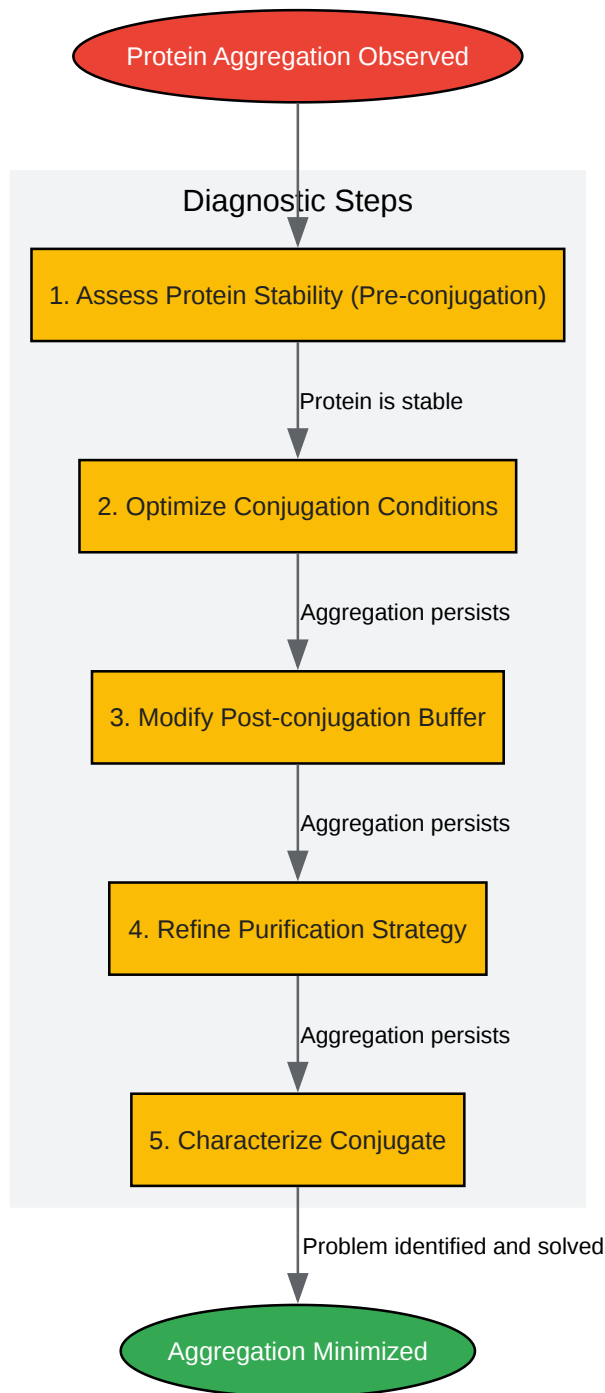 Protein Aggregation Observed
Diagnostic Steps
1. Assess Protein Stability (Pre-conjugation)
Protein is stable
2. Optimize Conjugation Conditions
Aggregation persists
3. Modify Post-conjugation Buffer
Aggregation persists
4. Refine Purification Strategy
Aggregation persists
5. Characterize Conjugate
Problem identified and solved
Aggregation Minimized